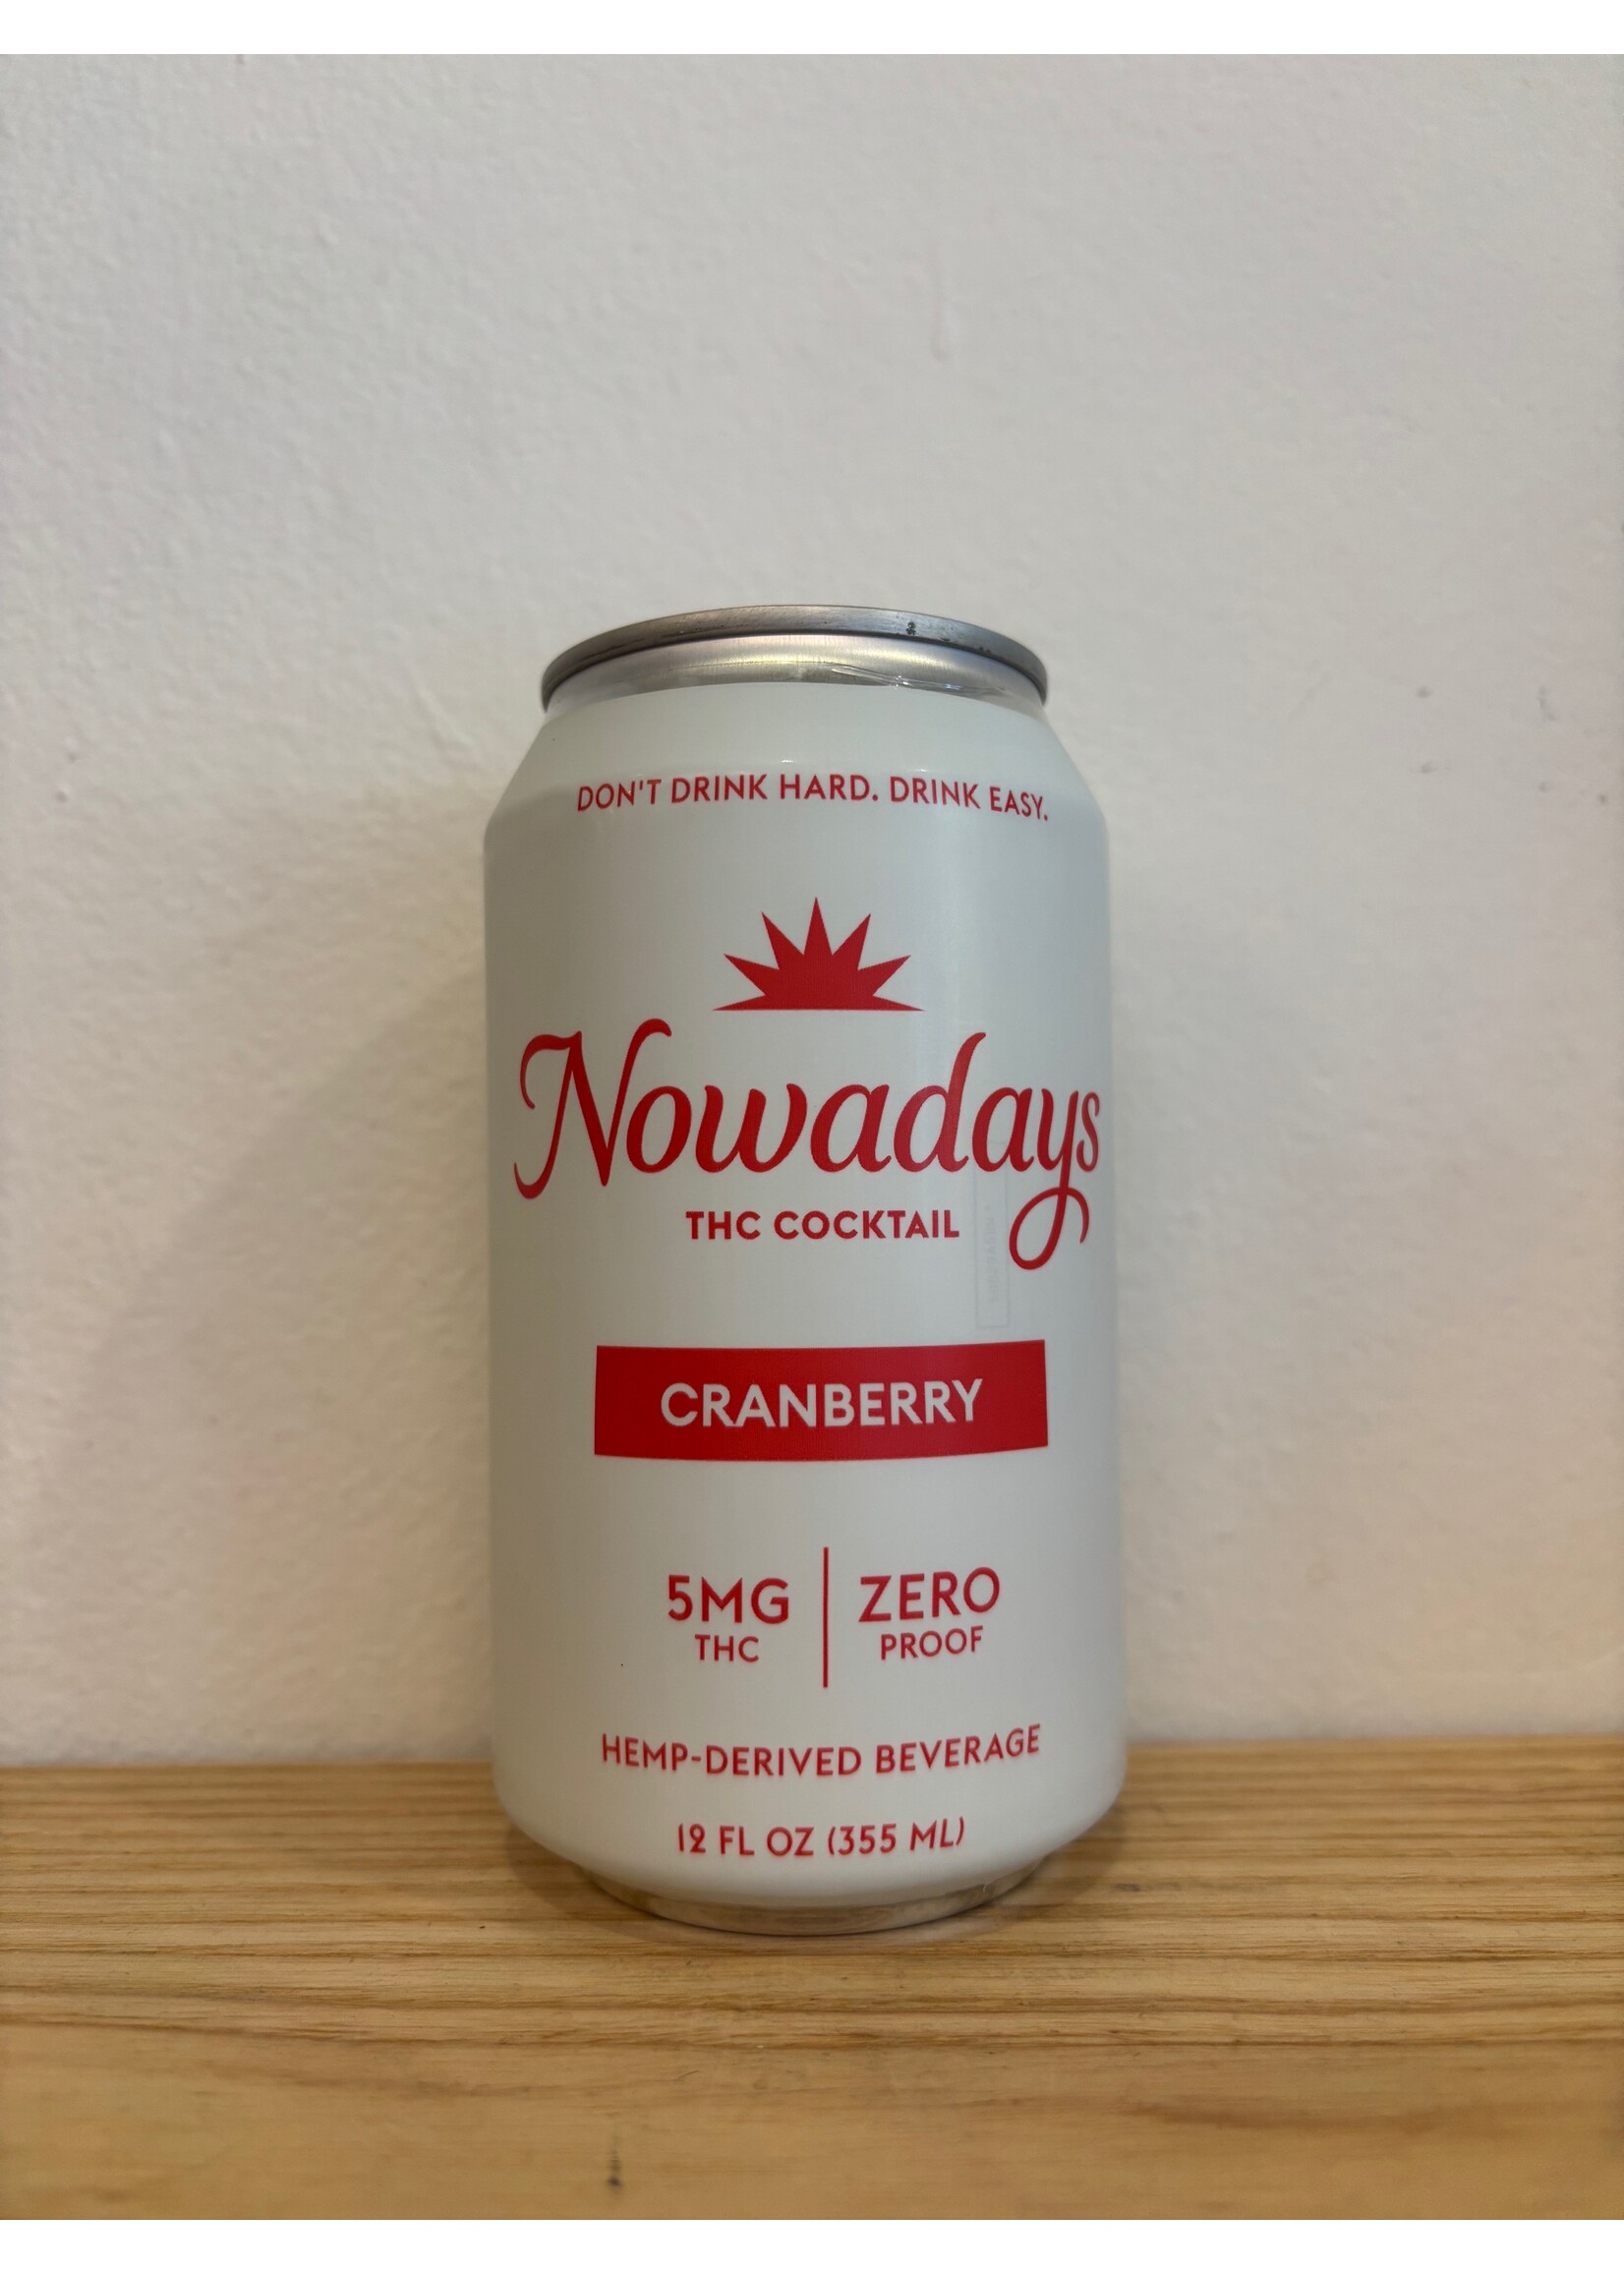 DON'T DRINK HARD. DRINK EASY.
Nowadays
THC COCKTAIL
CRANBERRY
5MG | ZERO
THC | PROOF
HEMP-DERIVED BEVERAGE
12 FL OZ (355 ML)